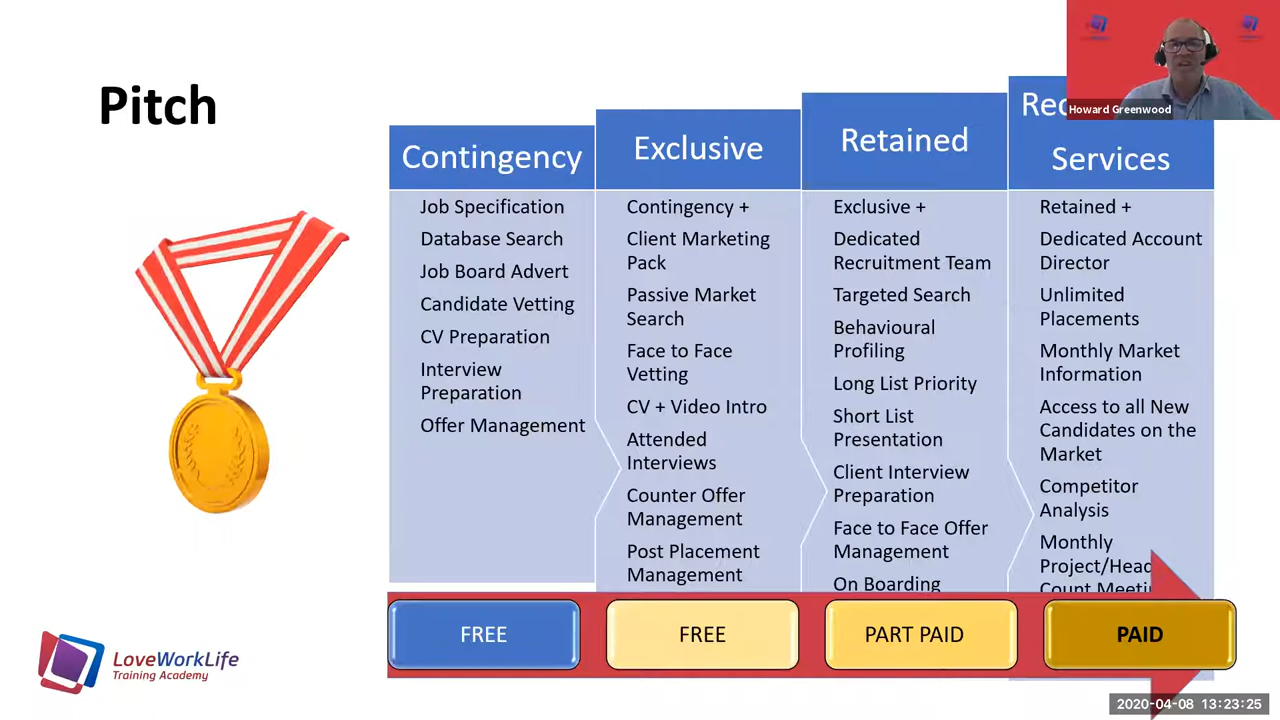 Howard Greenwood
Pitch
Contingency
Job Specification
Database Search
Job Board Advert
Candidate Vetting
CV Preparation
Interview
Preparation
Offer Management
Exclusive
Contingency +
Client Marketing
Pack
Passive Market
Search
Face to Face
Vetting
CV + Video Intro
Attended
Interviews
Counter Offer
Management
Post Placement
Management
Retained
Exclusive +
Dedicated
Recruitment Team
Targeted Search
Behavioural
Profiling
Long List Priority
Short List
Presentation
Client Interview
Preparation
Face to Face Offer
Management
On Boarding
Services
Retained +
Dedicated Account
Director
Unlimited
Placements
Monthly Market
Information
Access to all New
Candidates on the
Market
Competitor
Analysis
Monthly
Project/Head
Count
FREE
FREE
PART PAID
PAID
LoveWorkLife
Training Academy
2020-04-08 13:23:25